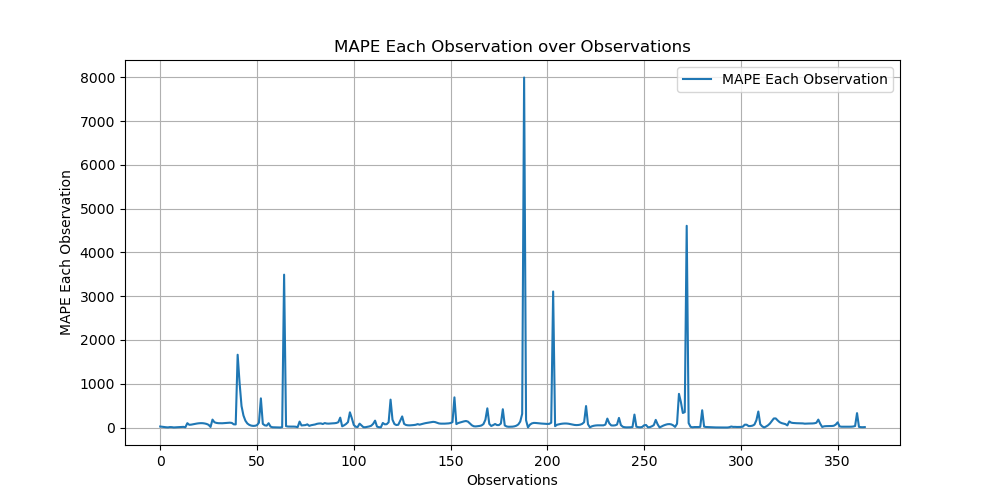 MAPE Each Observation over Observations
MAPE Each Observation
8000
7000
6000
5000
4000
3000
2000
1000
0
MAPE Each Observation
0 50 100 150 200 250 300 350
Observations